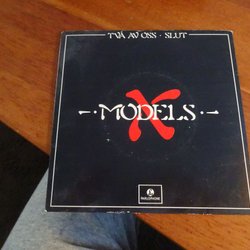 TVÅ AV OSS · SLUT
X
·MODELS·
PARLOPHONE